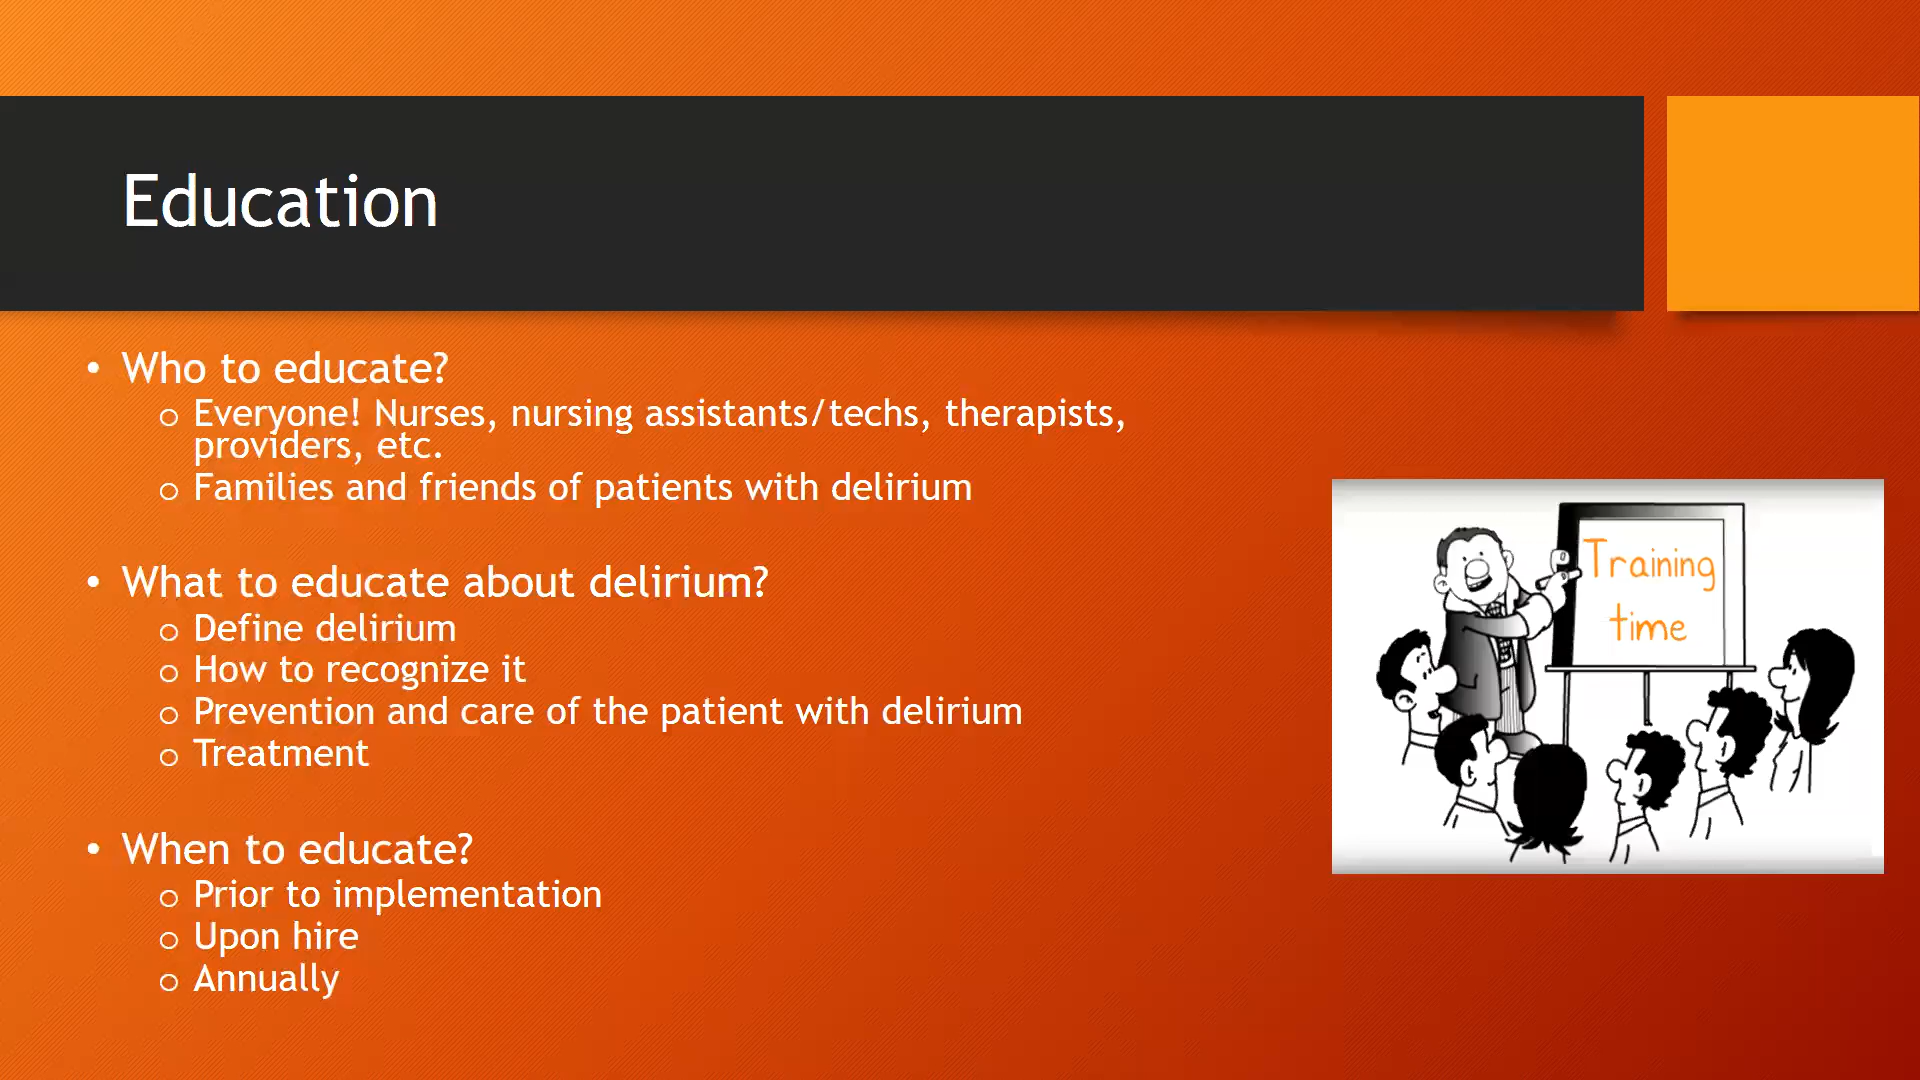 Education
• Who to educate?
o Everyone! Nurses, nursing assistants/techs, therapists,
providers, etc.
o Families and friends of patients with delirium
• What to educate about delirium?
o Define delirium
o How to recognize it
o Prevention and care of the patient with delirium
o Treatment
• When to educate?
o Prior to implementation
o Upon hire
o Annually
Training
time